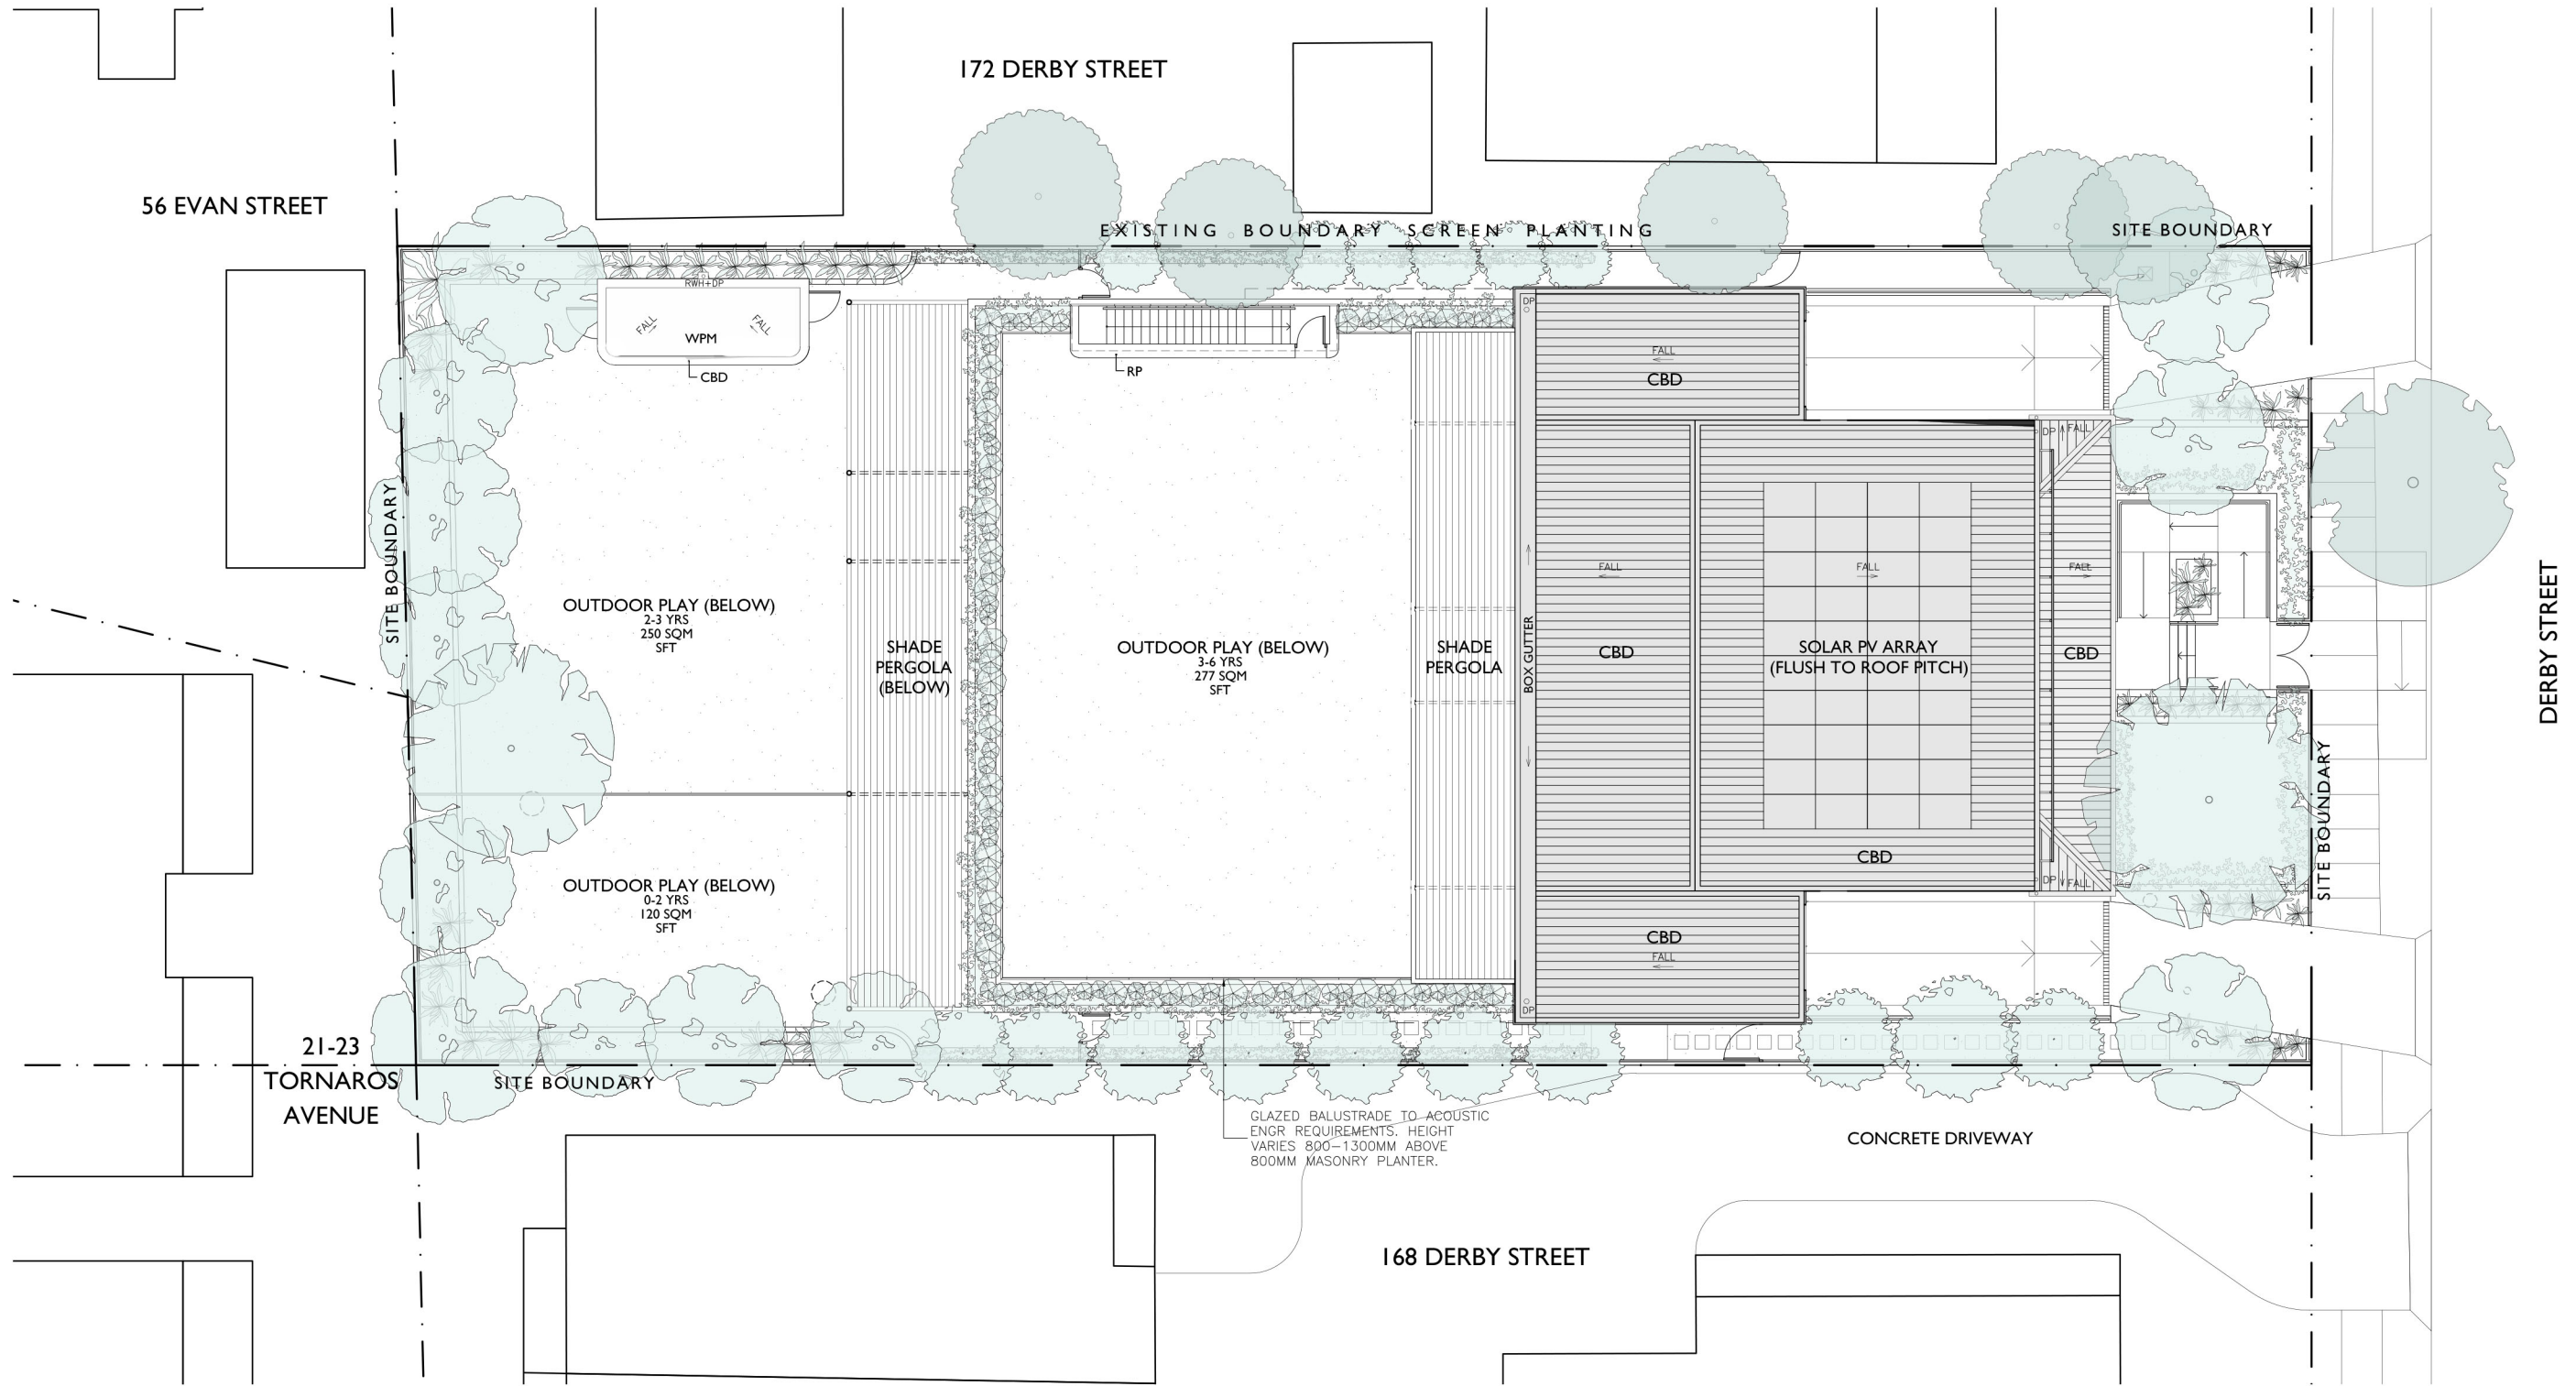 172 DERBY STREET
56 EVAN STREET
EXISTING BOUNDARY SCREEN PLANTING
SITE BOUNDARY
RWH+DP
FALL
FALL
WPM
CBD
RP
DP
FALL
CBD
DP
FALL
SITE BOUNDARY
OUTDOOR PLAY (BELOW)
2-3 YRS
250 SQM
SFT
SHADE
PERGOLA
(BELOW)
OUTDOOR PLAY (BELOW)
3-6 YRS
277 SQM
SFT
SHADE
PERGOLA
BOX GUTTER
FALL
CBD
FALL
SOLAR PV ARRAY
(FLUSH TO ROOF PITCH)
FALL
CBD
DERBY STREET
SITE BOUNDARY
CBD
DP
FALL
OUTDOOR PLAY (BELOW)
0-2 YRS
120 SQM
SFT
CBD
FALL
DP
21-23
TORNAROS
AVENUE
SITE BOUNDARY
GLAZED BALUSTRADE TO ACOUSTIC
ENGR REQUIREMENTS. HEIGHT
VARIES 800-1300MM ABOVE
800MM MASONRY PLANTER.
CONCRETE DRIVEWAY
168 DERBY STREET